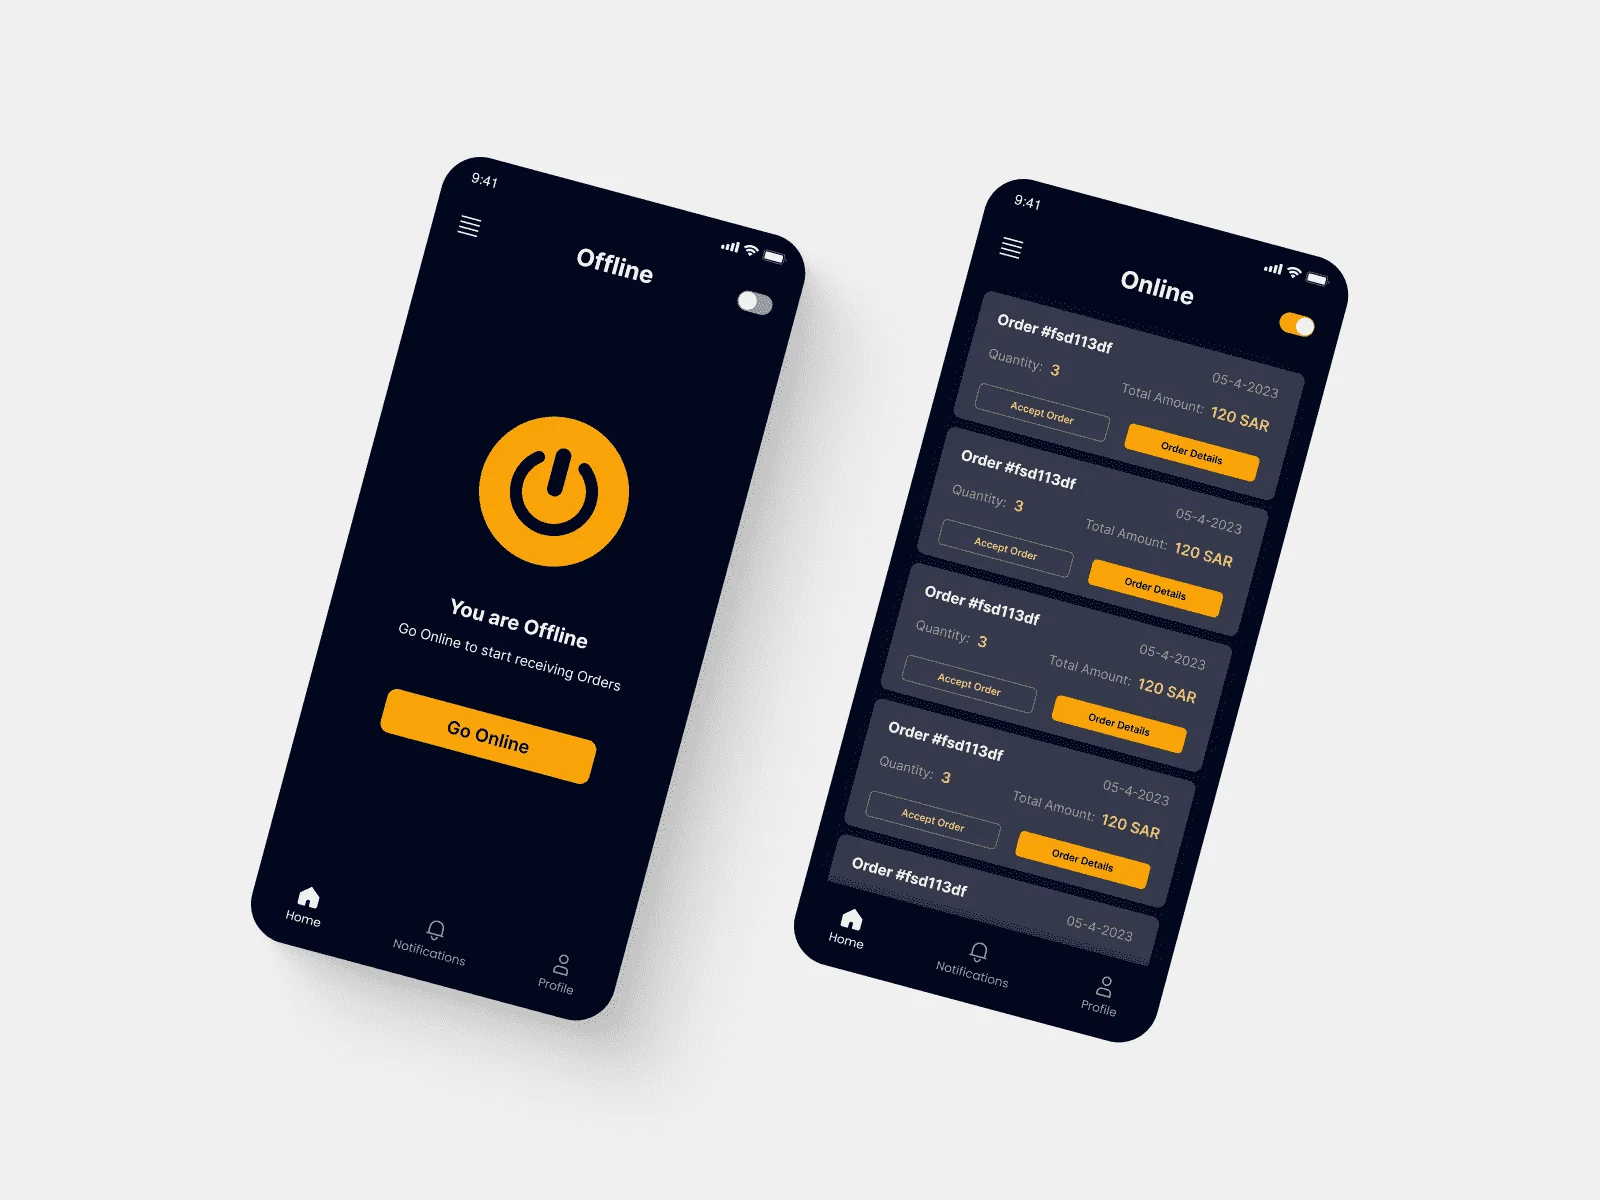 9:41
Offline
You are Offline
Go Online to start receiving Orders
Go Online
Home
Notifications
Profile
9:41
Online
Order #fsd113df
05-4-2023
Quantity: 3
Total Amount: 120 SAR
Accept Order
Order Details
Order #fsd113df
05-4-2023
Quantity: 3
Total Amount: 120 SAR
Accept Order
Order Details
Order #fsd113df
05-4-2023
Quantity: 3
Total Amount: 120 SAR
Accept Order
Order Details
Order #fsd113df
05-4-2023
Quantity: 3
Total Amount: 120 SAR
Accept Order
Order Details
Order #fsd113df
05-4-2023
Home
Notifications
Profile